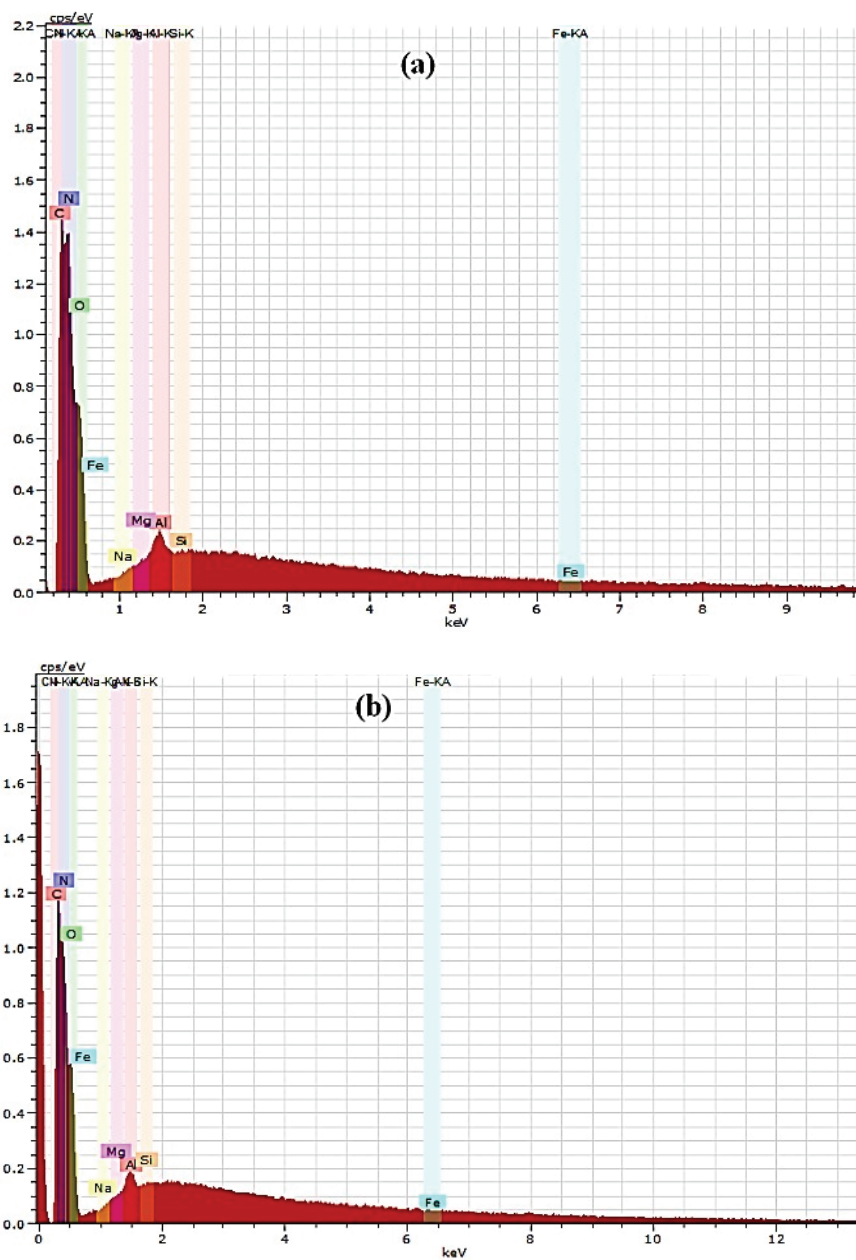 cps/eV
Na-K
Si-K
Fe-KA
(a)
2.2
2.0
1.8
1.6
1.4
1.2
1.0
0.8
0.6
0.4
0.2
0.0
N
C
O
Fe
Mg Al
Si
Na
Fe
1 2 3 4 5 6 7 8 9
keV
cps/eV
Si-K
Fe-KA
(b)
1.8
1.6
1.4
1.2
1.0
0.8
0.6
0.4
0.2
0.0
N
C
O
Fe
Mg
Al Si
Na
Fe
0 2 4 6 8 10 12
keV